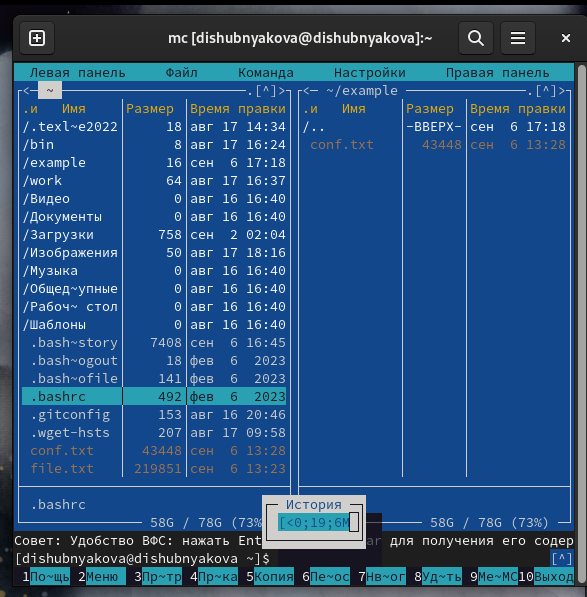 mc [dishubnyakova@dishubnyakova]:~
Левая панель Файл Команда Настройки Правая панель
<─ ~ .[^]> <─ ~/example .[^]>
.и Имя Размер Время правки .и Имя Размер Время правки
/.texl~e2022 18 авг 17 14:34 /.. -ВВЕРХ- сен 6 17:18
/bin 8 авг 17 16:24 conf.txt 43448 сен 6 13:28
/example 16 сен 6 17:18
/work 64 авг 17 16:37
/Видео 0 авг 16 16:40
/Документы 0 авг 16 16:40
/Загрузки 758 сен 2 02:04
/Изображения 50 авг 17 18:16
/Музыка 0 авг 16 16:40
/Общед~упные 0 авг 16 16:40
/Рабоч~ стол 0 авг 16 16:40
/Шаблоны 0 авг 16 16:40
.bash~story 7408 сен 6 16:45
.bash~ogout 18 фев 6 2023
.bash~ofile 141 фев 6 2023
.bashrc 492 фев 6 2023
.gitconfig 153 авг 16 20:46
.wget-hsts 207 авг 17 09:58
conf.txt 43448 сен 6 13:28
file.txt 219851 сен 6 13:23
.bashrc
История
[<0;19;6M
58G / 78G (73% 58G / 78G (73%)
Совет: Удобство ВФС: нажать Ent ar для получения его содер
[dishubnyakova@dishubnyakova ~]$ [^]
1По~щь 2Меню 3Пр~тр 4Пр~ка 5Копия 6Пе~ос 7Нв~ог 8Уд~ть 9Ме~МС 10Выход